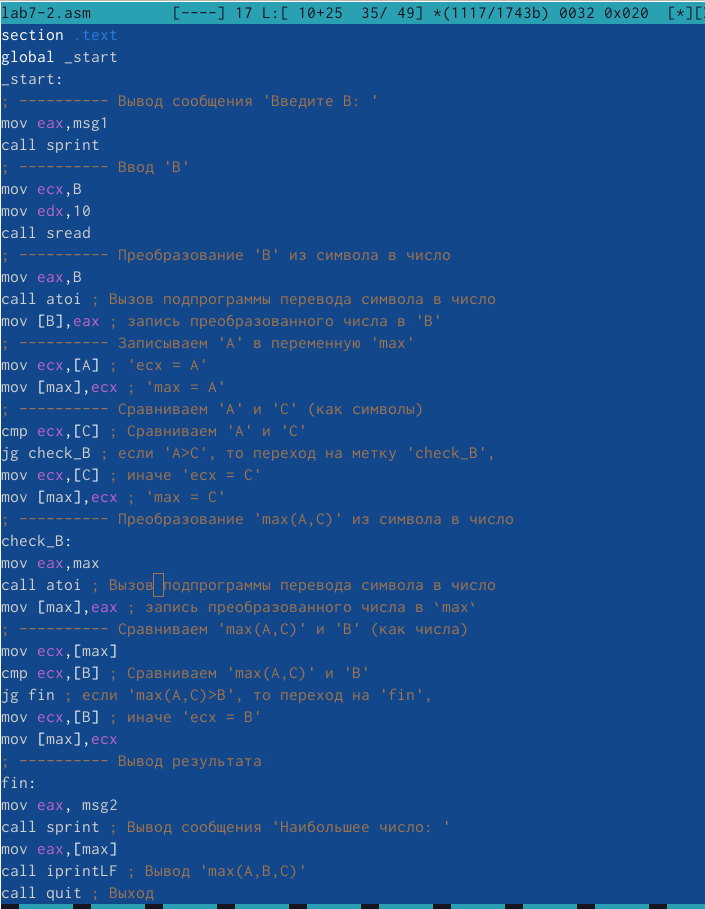 lab7-2.asm [----] 17 L:[ 10+25 35/ 49] *(1117/1743b) 0032 0x020 [*][
section .text
global _start
_start:
; ---------- Вывод сообщения 'Введите B: '
mov eax,msg1
call sprint
; ---------- Ввод 'B'
mov ecx,B
mov edx,10
call sread
; ---------- Преобразование 'B' из символа в число
mov eax,B
call atoi ; Вызов подпрограммы перевода символа в число
mov [B],eax ; запись преобразованного числа в 'B'
; ---------- Записываем 'A' в переменную 'max'
mov ecx,[A] ; 'ecx = A'
mov [max],ecx ; 'max = A'
; ---------- Сравниваем 'A' и 'C' (как символы)
cmp ecx,[C] ; Сравниваем 'A' и 'C'
jg check_B ; если 'A>C', то переход на метку 'check_B',
mov ecx,[C] ; иначе 'ecx = C'
mov [max],ecx ; 'max = C'
; ---------- Преобразование 'max(A,C)' из символа в число
check_B:
mov eax,max
call atoi ; Вызов подпрограммы перевода символа в число
mov [max],eax ; запись преобразованного числа в `max`
; ---------- Сравниваем 'max(A,C)' и 'B' (как числа)
mov ecx,[max]
cmp ecx,[B] ; Сравниваем 'max(A,C)' и 'B'
jg fin ; если 'max(A,C)>B', то переход на 'fin',
mov ecx,[B] ; иначе 'ecx = B'
mov [max],ecx
; ---------- Вывод результата
fin:
mov eax, msg2
call sprint ; Вывод сообщения 'Наибольшее число: '
mov eax,[max]
call iprintLF ; Вывод 'max(A,B,C)'
call quit ; Выход